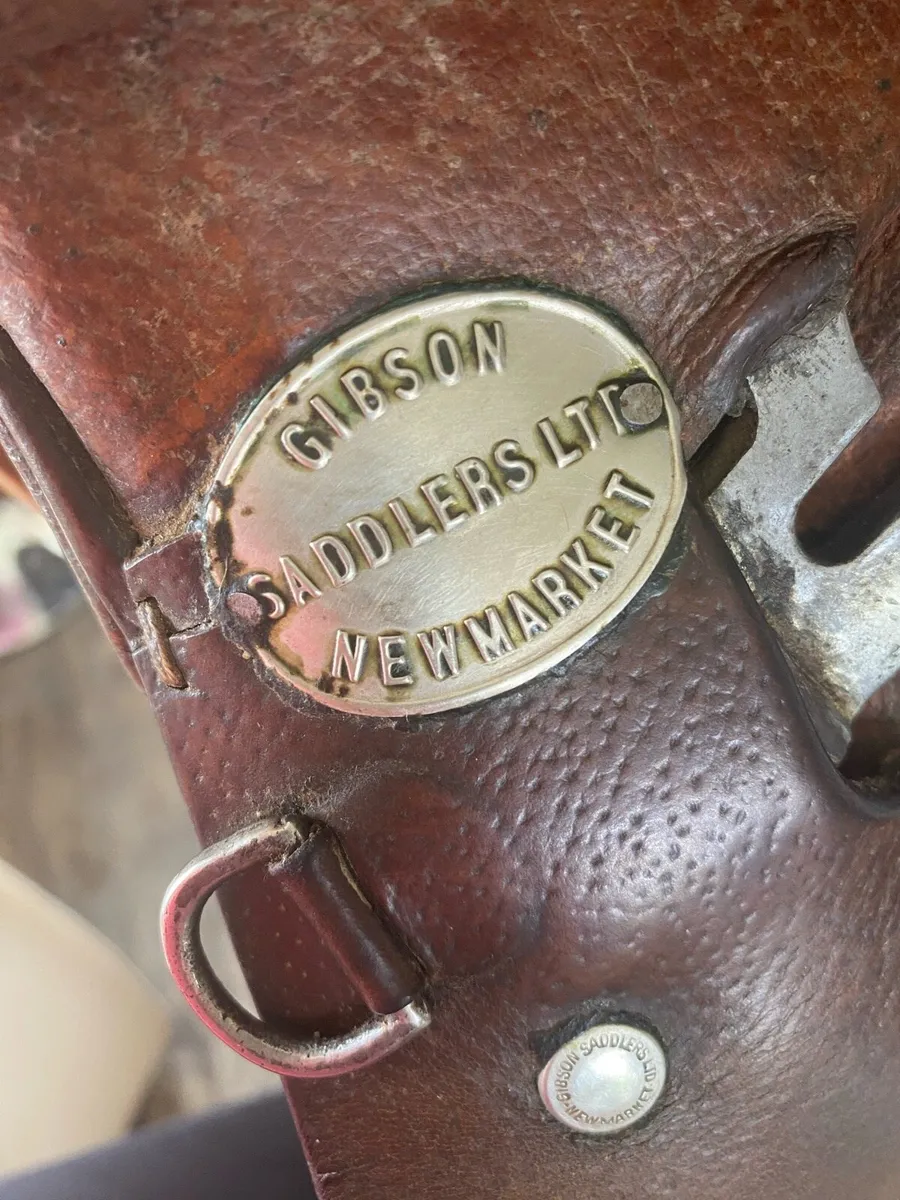 GIBSON
SADDLERS LTD
NEWMARKET
GIBSON SADDLERS LTD
NEWMARKET